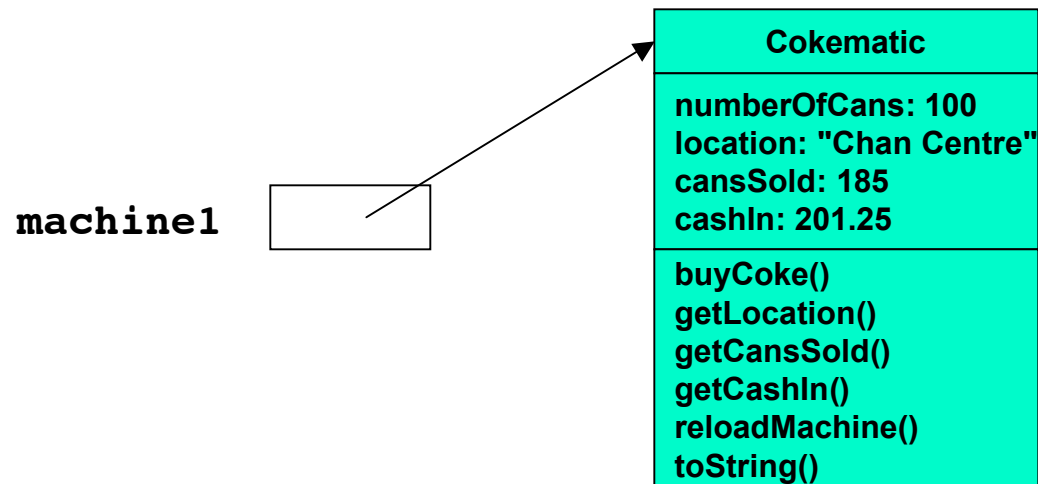 machine1
Cokematic
numberOfCans: 100
location: "Chan Centre"
cansSold: 185
cashIn: 201.25
buyCoke()
getLocation()
getCansSold()
getCashIn()
reloadMachine()
toString()